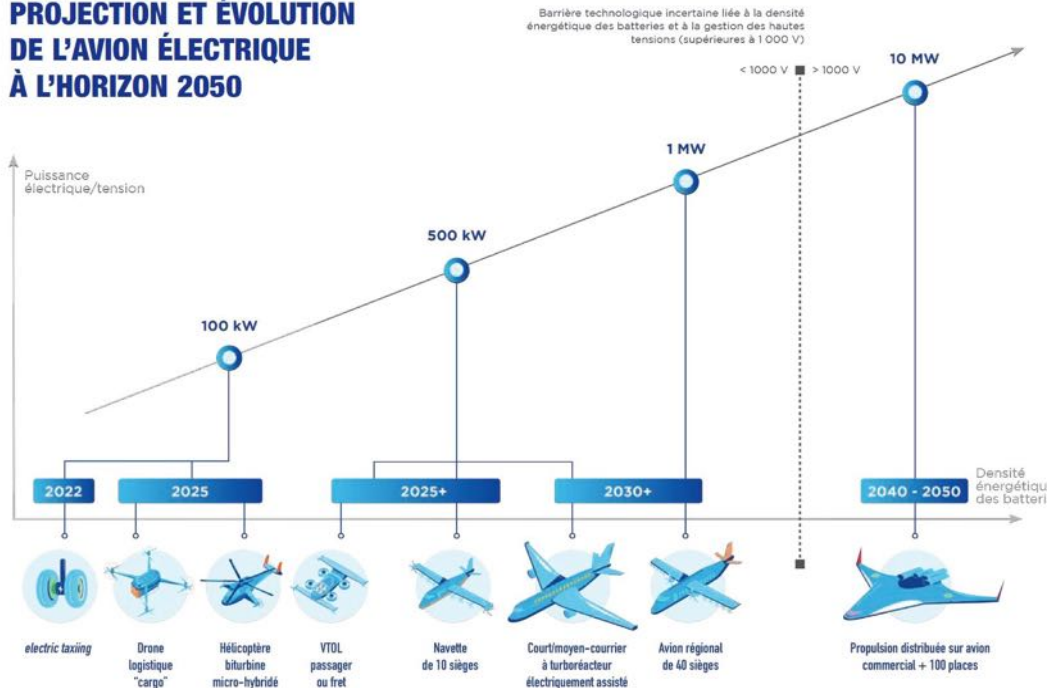 PROJECTION ET ÉVOLUTION
DE L’AVION ÉLECTRIQUE
À L’HORIZON 2050
Barrière technologique incertaine liée à la densité
énergétique des batteries et à la gestion des hautes
tensions (supérieures à 1 000 V)
< 1000 V > 1000 V
10 MW
1 MW
500 kW
100 kW
Puissance
électrique/tension
2022
2025
2025+
2030+
2040 - 2050
Densité
énergétiqu
des batteri
electric taxiing
Drone
logistique
"cargo"
Hélicoptère
biturbine
micro-hybridé
VTOL
passager
ou fret
Navette
de 10 sièges
Court/moyen-courrier
à turboréacteur
électriquement assisté
Avion régional
de 40 sièges
Propulsion distribuée sur avion
commercial + 100 places